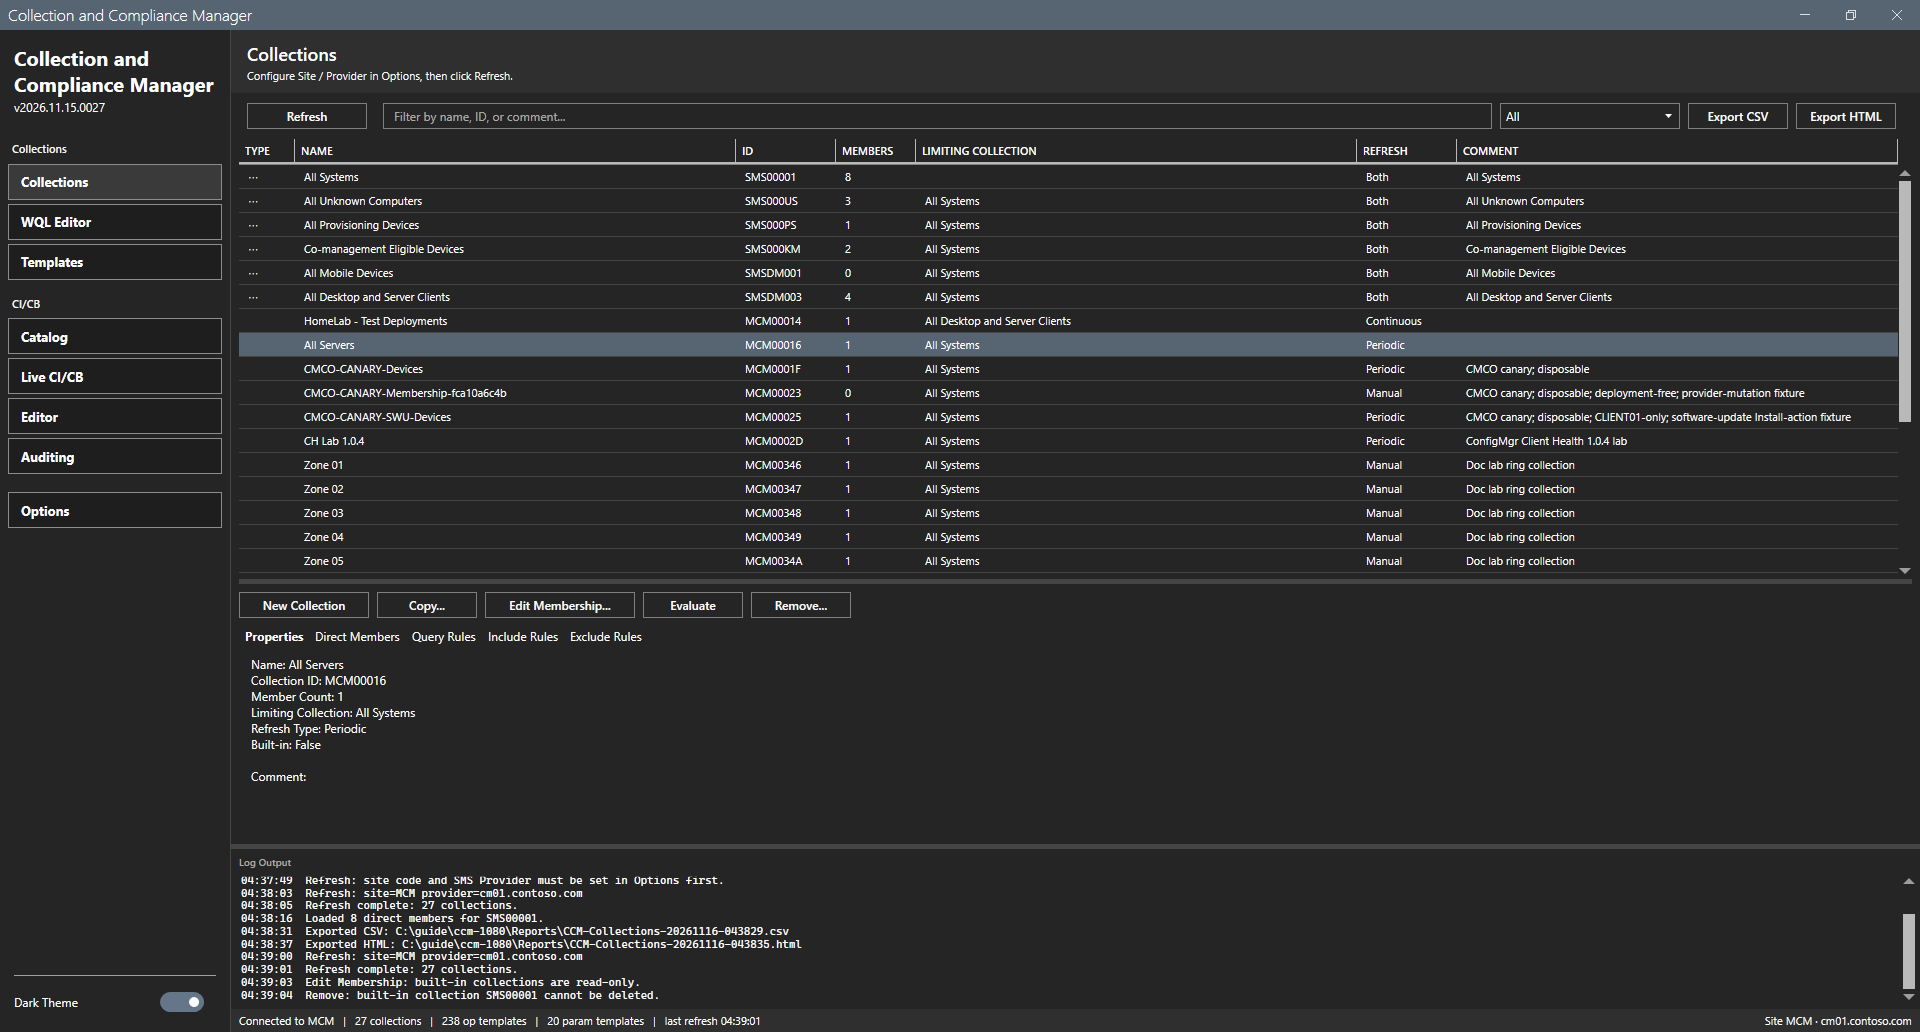 Collection and Compliance Manager
Collection and
Compliance Manager
v2026.11.15.0027
Collections
Collections
WQL Editor
Templates
CI/CB
Catalog
Live CI/CB
Editor
Auditing
Options
Dark Theme
Collections
Configure Site / Provider in Options, then click Refresh.
Refresh Filter by name, ID, or comment... All Export CSV Export HTML
TYPE NAME ID MEMBERS LIMITING COLLECTION REFRESH COMMENT
... All Systems SMS00001 8 Both All Systems
... All Unknown Computers SMS000US 3 All Systems Both All Unknown Computers
... All Provisioning Devices SMS000PS 1 All Systems Both All Provisioning Devices
... Co-management Eligible Devices SMS000KM 2 All Systems Both Co-management Eligible Devices
... All Mobile Devices SMSDM001 0 All Systems Both All Mobile Devices
... All Desktop and Server Clients SMSDM003 4 All Systems Both All Desktop and Server Clients
HomeLab - Test Deployments MCM00014 1 All Desktop and Server Clients Continuous
All Servers MCM00016 1 All Systems Periodic
CMCO-CANARY-Devices MCM0001F 1 All Systems Periodic CMCO canary; disposable
CMCO-CANARY-Membership-fca10a6c4b MCM00023 0 All Systems Manual CMCO canary; disposable; deployment-free; provider-mutation fixture
CMCO-CANARY-SWU-Devices MCM00025 1 All Systems Periodic CMCO canary; disposable; CLIENT01-only; software-update Install-action fixture
CH Lab 1.0.4 MCM0002D 1 All Systems Periodic ConfigMgr Client Health 1.0.4 lab
Zone 01 MCM00346 1 All Systems Manual Doc lab ring collection
Zone 02 MCM00347 1 All Systems Manual Doc lab ring collection
Zone 03 MCM00348 1 All Systems Manual Doc lab ring collection
Zone 04 MCM00349 1 All Systems Manual Doc lab ring collection
Zone 05 MCM0034A 1 All Systems Manual Doc lab ring collection
New Collection Copy... Edit Membership... Evaluate Remove...
Properties Direct Members Query Rules Include Rules Exclude Rules
Name: All Servers
Collection ID: MCM00016
Member Count: 1
Limiting Collection: All Systems
Refresh Type: Periodic
Built-in: False
Comment:
Log Output
04:37:49 Refresh: site code and SMS Provider must be set in Options first.
04:38:03 Refresh: site=MCM provider=cm01.contoso.com
04:38:05 Refresh complete: 27 collections.
04:38:16 Loaded 8 direct members for SMS00001.
04:38:31 Exported CSV: C:\guide\ccm-1080\Reports\CCM-Collections-20261116-043829.csv
04:38:37 Exported HTML: C:\guide\ccm-1080\Reports\CCM-Collections-20261116-043835.html
04:39:00 Refresh: site=MCM provider=cm01.contoso.com
04:39:01 Refresh complete: 27 collections.
04:39:03 Edit Membership: built-in collections are read-only.
04:39:04 Remove: built-in collection SMS00001 cannot be deleted.
Connected to MCM | 27 collections | 238 op templates | 20 param templates | last refresh 04:39:01 Site MCM · cm01.contoso.com